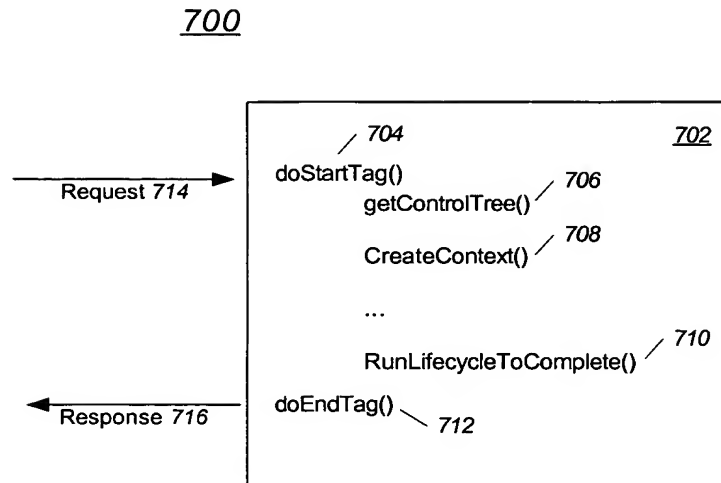 700
704
702
doStartTag()
Request 714
706
getControlTree()
708
CreateContext()
...
710
RunLifecycleToComplete()
doEndTag()
Response 716
712